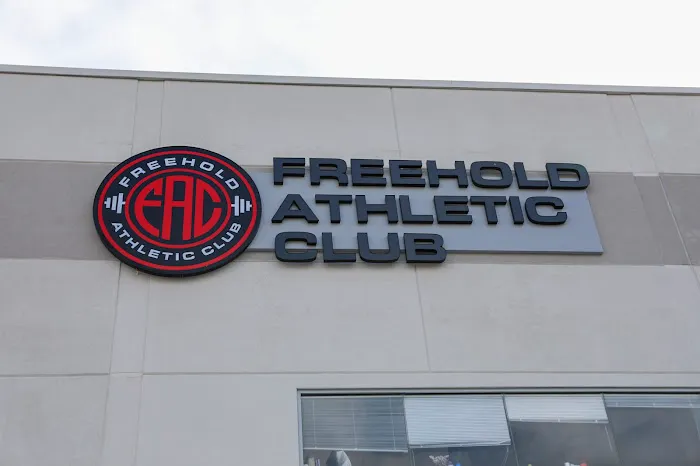 FREEHOLD
FAC
ATHLETIC CLUB
FREEHOLD
ATHLETIC
CLUB